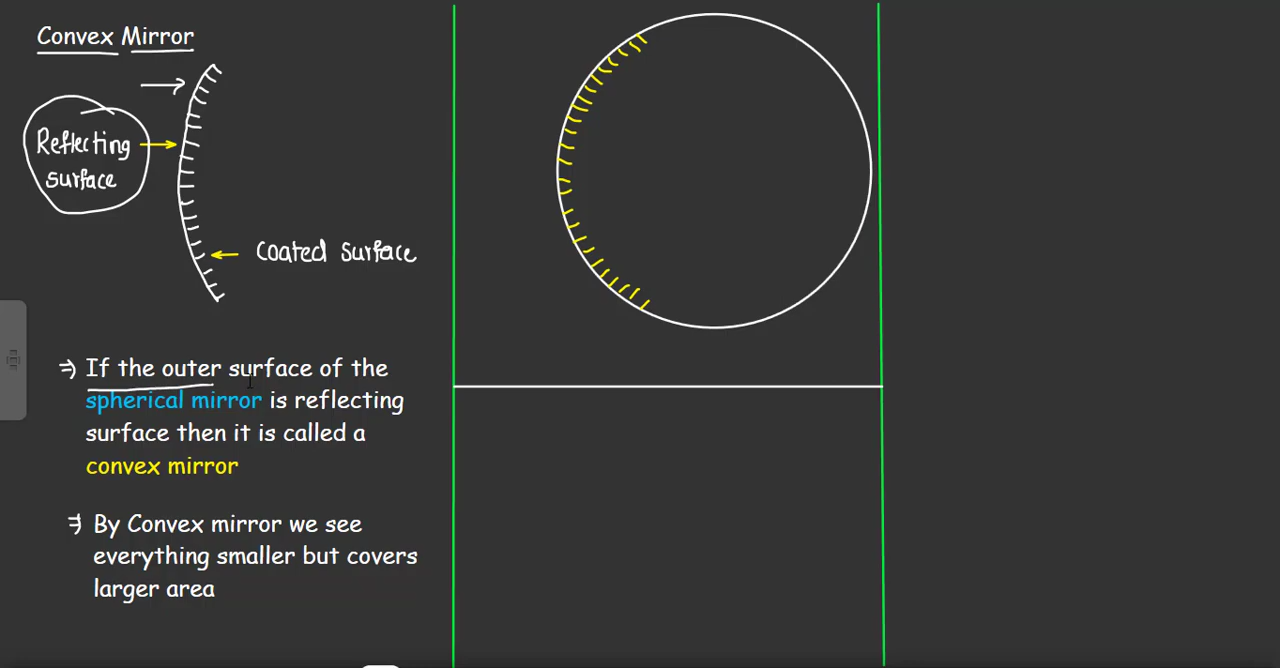 Convex Mirror
Reflecting
surface
Coated surface
⇒ If the outer surface of the
spherical mirror is reflecting
surface then it is called a
convex mirror
⇒ By Convex mirror we see
everything smaller but covers
larger area